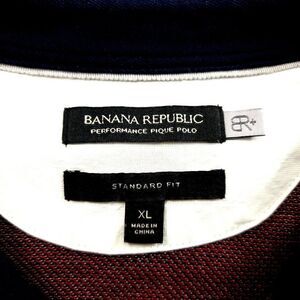 BANANA REPUBLIC
PERFORMANCE PIQUE POLO
BR+
STANDARD FIT
XL
MADE IN
CHINA